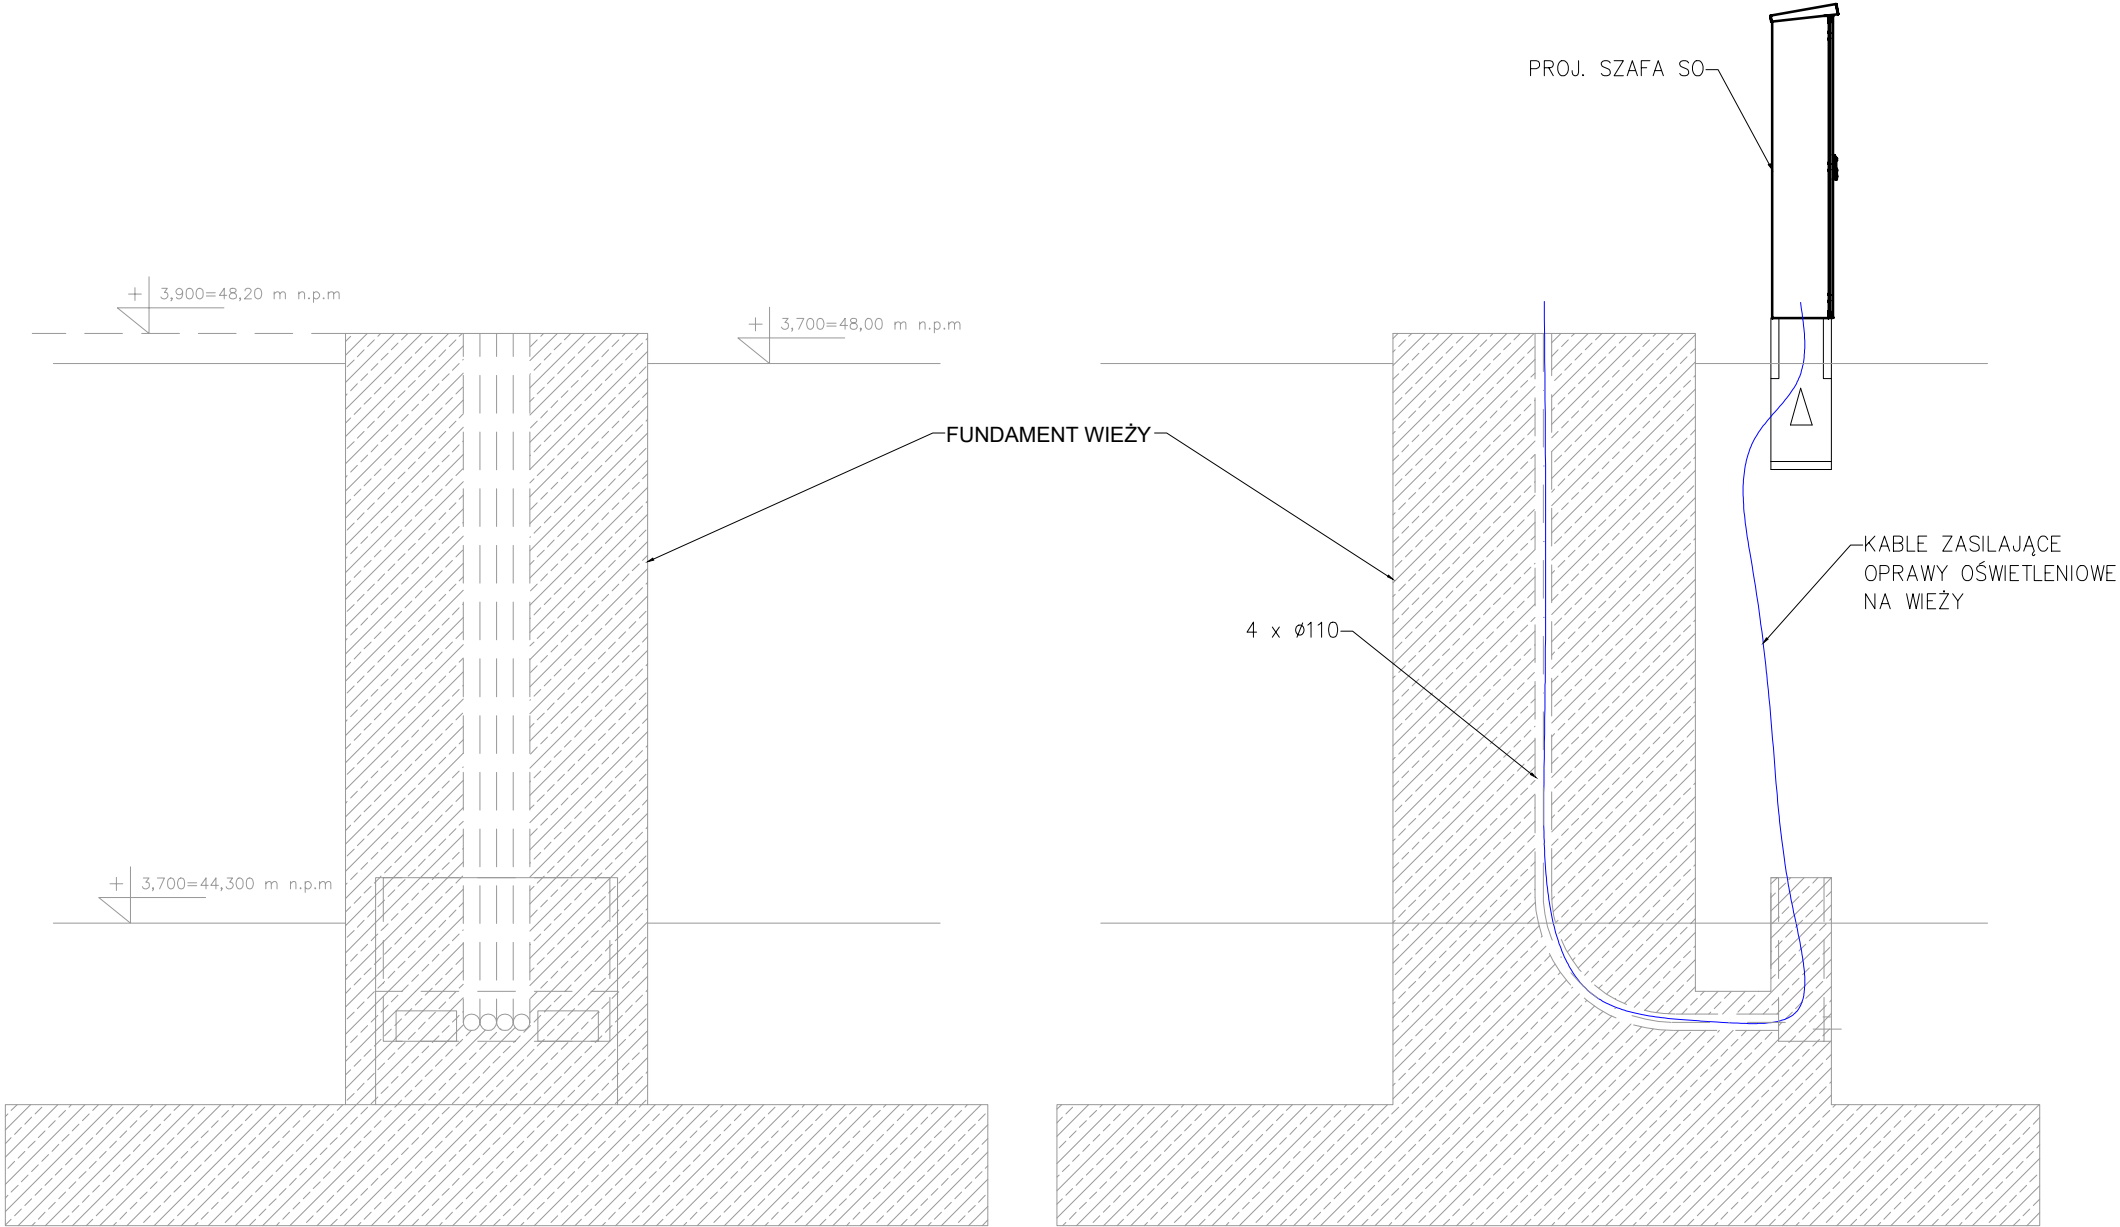 PROJ. SZAFA SO
+ 3,900=48,20 m n.p.m
+ 3,700=48,00 m n.p.m
FUNDAMENT WIEŻY
KABLE ZASILAJĄCE
OPRAWY OŚWIETLENIOWE
NA WIEŻY
4 x ø110
+ 3,700=44,300 m n.p.m